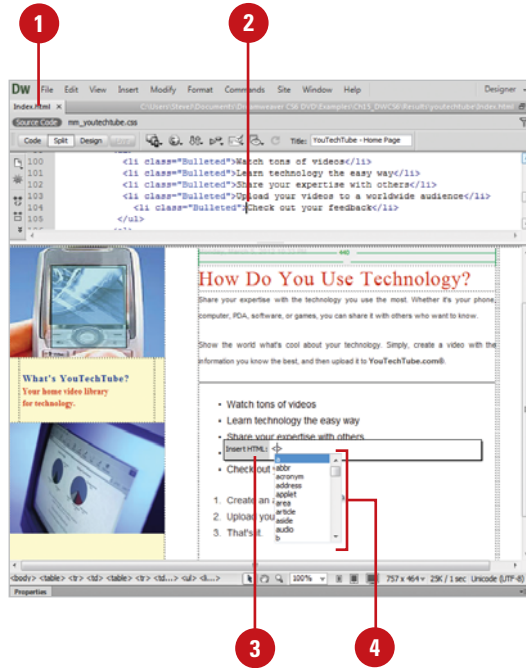 1
2
DW File Edit View Insert Modify Format Commands Site Window Help Designer
Index.html × C:\Users\Steve\Documents\Dreamweaver CS6 DVD\Examples\Ch15_DWCS6\Results\youtechtube\Index.html
Source Code mm_youtechtube.css
Code Split Design Title: YouTechTube - Home Page
100 <li class="Bulleted">Watch tons of videos</li>
101 <li class="Bulleted">Learn technology the easy way</li>
102 <li class="Bulleted">Share your expertise with others</li>
103 <li class="Bulleted">Upload your videos to a worldwide audience</li>
104 <li class="Bulleted">Check out your feedback</li>
105 </ul>
106
How Do You Use Technology?
Share your expertise with the technology you use the most. Whether it's your phone,
computer, PDA, software, or games, you can share it with others who want to know.
Show the world what's cool about your technology. Simply, create a video with the
information you know the best, and then upload it to YouTechTube.com®.
What's YouTechTube?
Your home video library
for technology.
Watch tons of videos
Learn technology the easy way
Share your expertise with others
Insert HTML: <>
a
Check out
abbr
acronym
address
applet
area
article
aside
audio
b
1. Create an a
2. Upload you
3. That's it.
4
<body> <table> <tr> <td> <table> <tr> <td...> <ul> <li...> 100% 757 x 464 25K / 1 sec Unicode (UTF-8)
Properties
3
4